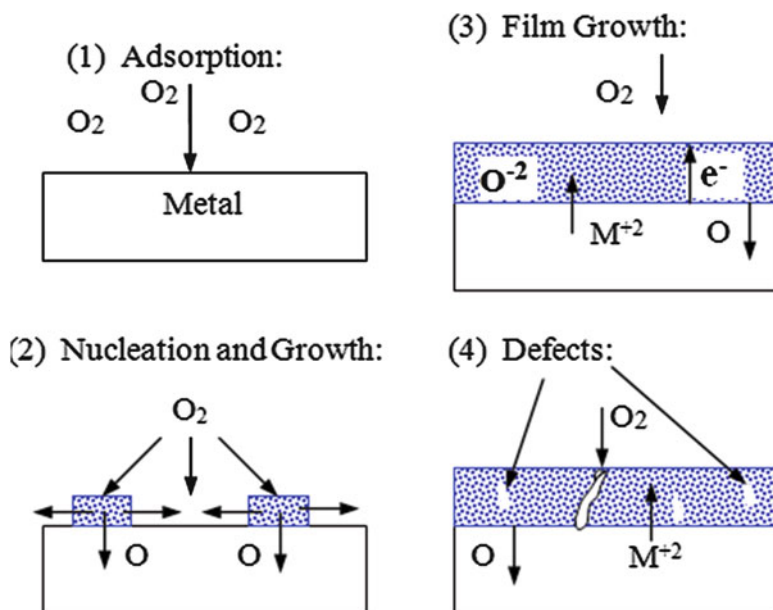 (1) Adsorption:
O₂
O₂ O₂
Metal
(2) Nucleation and Growth:
O₂
O O
(3) Film Growth:
O₂
O⁻² e⁻
M⁺² O
(4) Defects:
O₂
O M⁺²